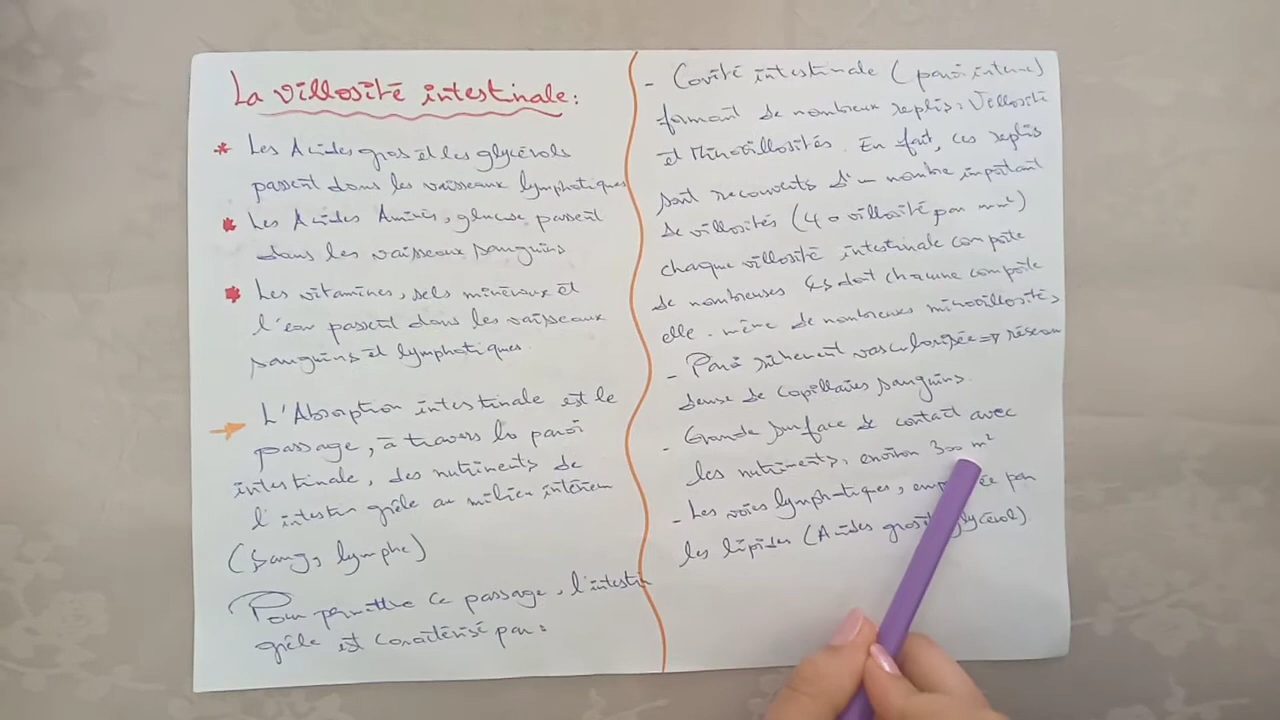 La villosité intestinale :
* Les Acides gras et les glycérols
passent dans les vaisseaux lymphatiques
* Les Acides Aminés, glucose passent
dans les vaisseaux sanguins
* Les vitamines, sels minéraux et
l'eau passent dans les vaisseaux
sanguins et lymphatiques.
→ L'Absorption intestinale est le
passage, à travers la paroi
intestinale, des nutriments de
l'intestin grêle au milieu intérieur
(Sang, lymphe)
Pour permettre ce passage, l'intestin
grêle est caractérisé par :
- Cavité intestinale (paroi interne)
formant de nombreux replis : Villosité
et Microvillosités. En fait, ces replis
sont recouverts d'un nombre important
de villosités (40 villosité par mm²)
chaque villosité intestinale comporte
de nombreuses dont chacune comporte
elle-même de nombreuses microvillosités
- Paroi richement vascularisée => réseau
dense de capillaires sanguins.
- Grande surface de contact avec
les nutriments, environ 300 m²
- Les voies lymphatiques, par
les lipides (Acides gras et glycérol)